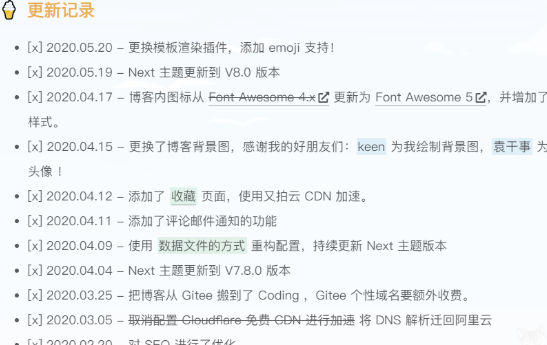 更新记录
[x] 2020.05.20 – 更换模板渲染插件，添加 emoji 支持！
[x] 2020.05.19 – Next 主题更新到 V8.0 版本
[x] 2020.04.17 – 博客内图标从 Font Awesome 4.x 更新为 Font Awesome 5，并增加了
样式。
[x] 2020.04.15 – 更换了博客背景图，感谢我的好朋友们：keen 为我绘制背景图，袁干事 为
头像 ！
[x] 2020.04.12 – 添加了 收藏 页面，使用又拍云 CDN 加速。
[x] 2020.04.11 – 添加了评论邮件通知的功能
[x] 2020.04.09 – 使用 数据文件的方式 重构配置，持续更新 Next 主题版本
[x] 2020.04.04 – Next 主题更新到 V7.8.0 版本
[x] 2020.03.25 – 把博客从 Gitee 搬到了 Coding ，Gitee 个性域名要额外收费。
[x] 2020.03.05 – 取消配置 Cloudflare 免费 CDN 进行加速 将 DNS 解析迁回阿里云
[x] 2020.02.20 – 对 SEO 进行了优化